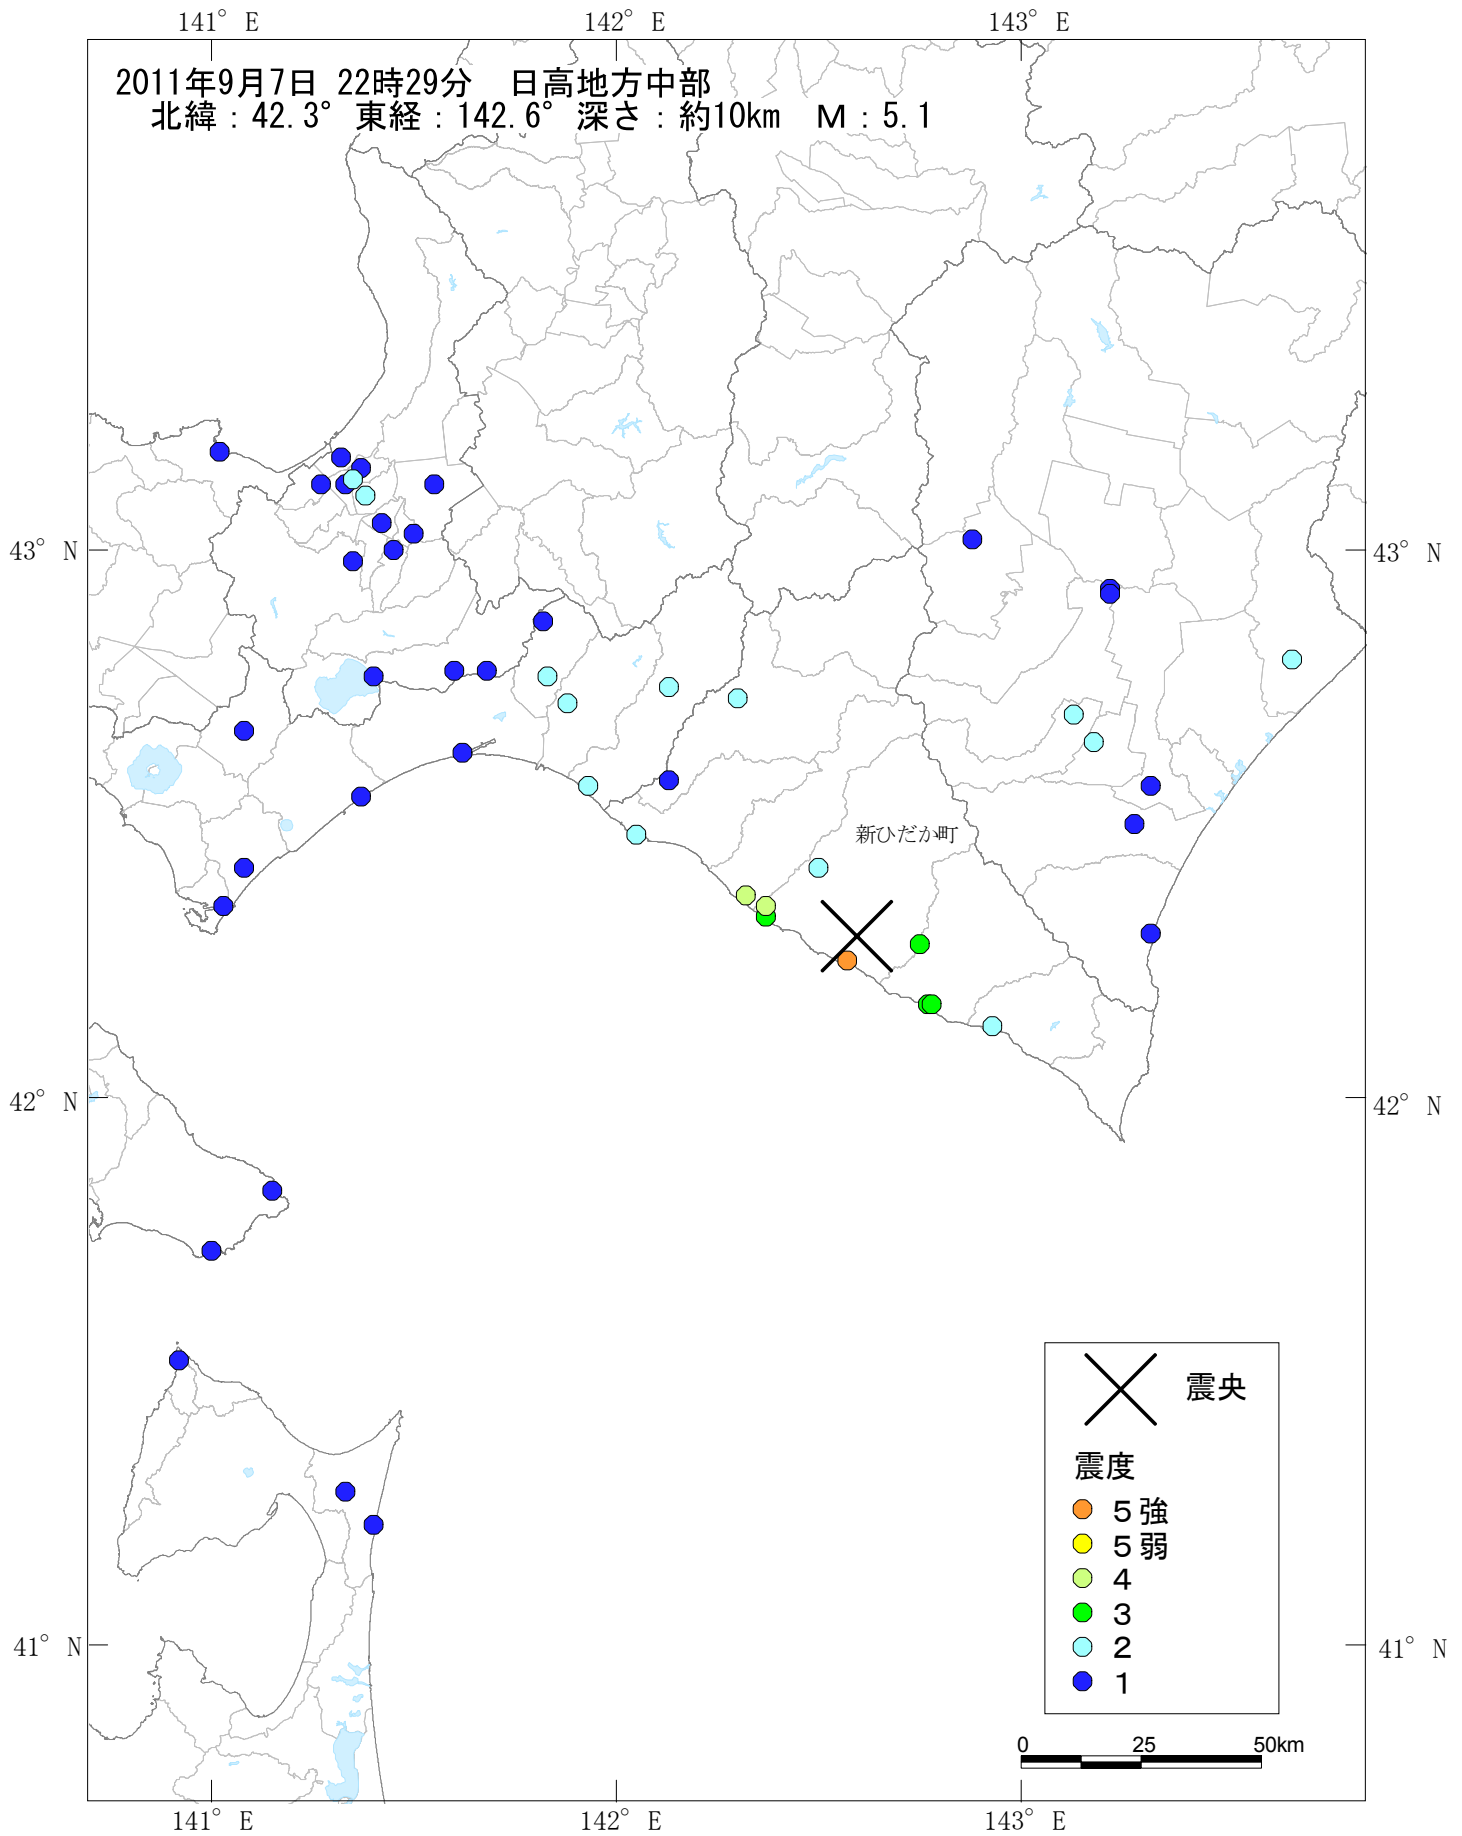 141° E 142° E 143° E
2011年9月7日 22時29分 日高地方中部
北緯：42.3° 東経：142.6° 深さ：約10km M：5.1
43° N 43° N
新ひだか町
42° N 42° N
震央
震度
５強
５弱
４
３
２
１
41° N 41° N
0 25 50km
141° E 142° E 143° E